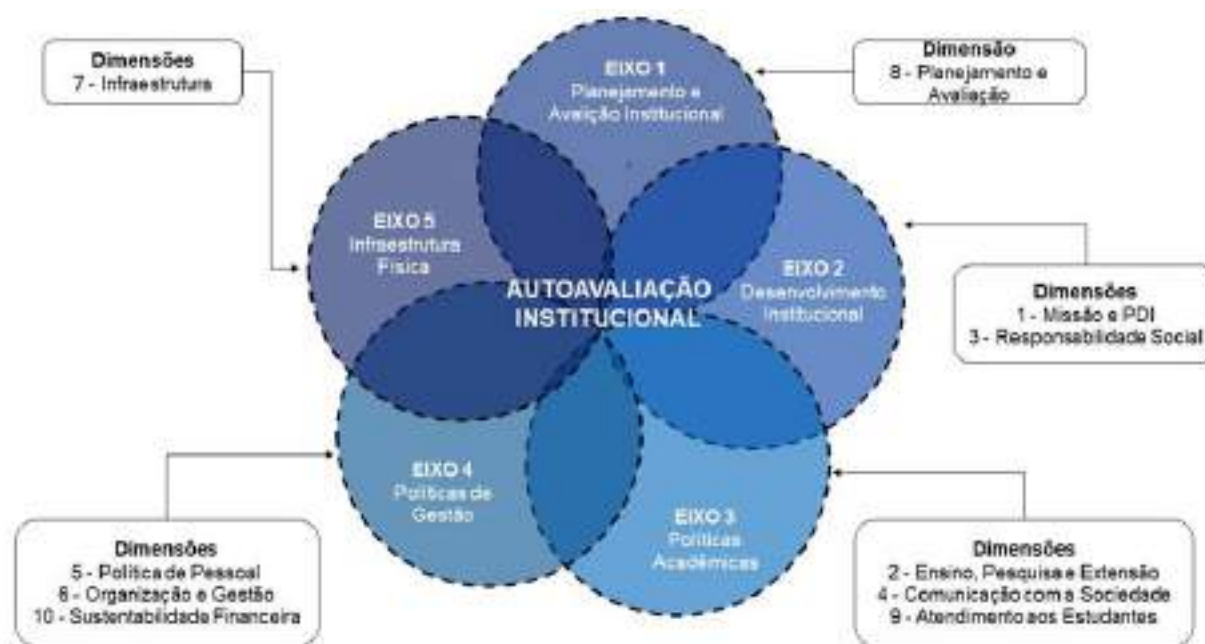 Dimensões
7 - Infraestrutura
EIXO 1
Planejamento e
Avalição Institucional
Dimensão
8 - Planejamento e
Avaliação
EIXO 5
Infraestrutura
Física
EIXO 2
Desenvolvimento
Institucional
AUTOAVALIAÇÃO
INSTITUCIONAL
Dimensões
1 - Missão e PDI
3 - Responsabilidade Social
EIXO 4
Políticas de
Gestão
EIXO 3
Políticas
Acadêmicas
Dimensões
5 - Política de Pessoal
6 - Organização e Gestão
10 - Sustentabilidade Financeira
Dimensões
2 - Ensino, Pesquisa e Extensão
4 - Comunicação com a Sociedade
9 - Atendimento aos Estudantes